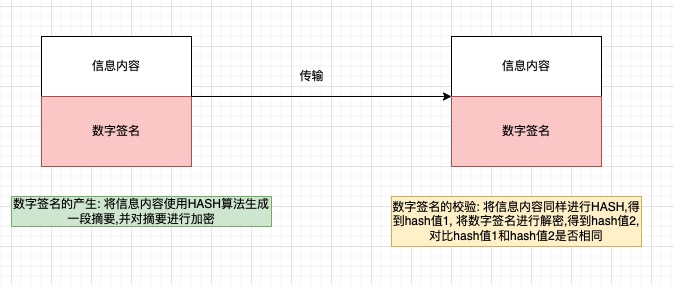 信息内容
数字签名
传输
信息内容
数字签名
数字签名的产生: 将信息内容使用HASH算法生成
一段摘要,并对摘要进行加密
数字签名的校验: 将信息内容同样进行HASH,得
到hash值1, 将数字签名进行解密,得到hash值2,
对比hash值1和hash值2是否相同